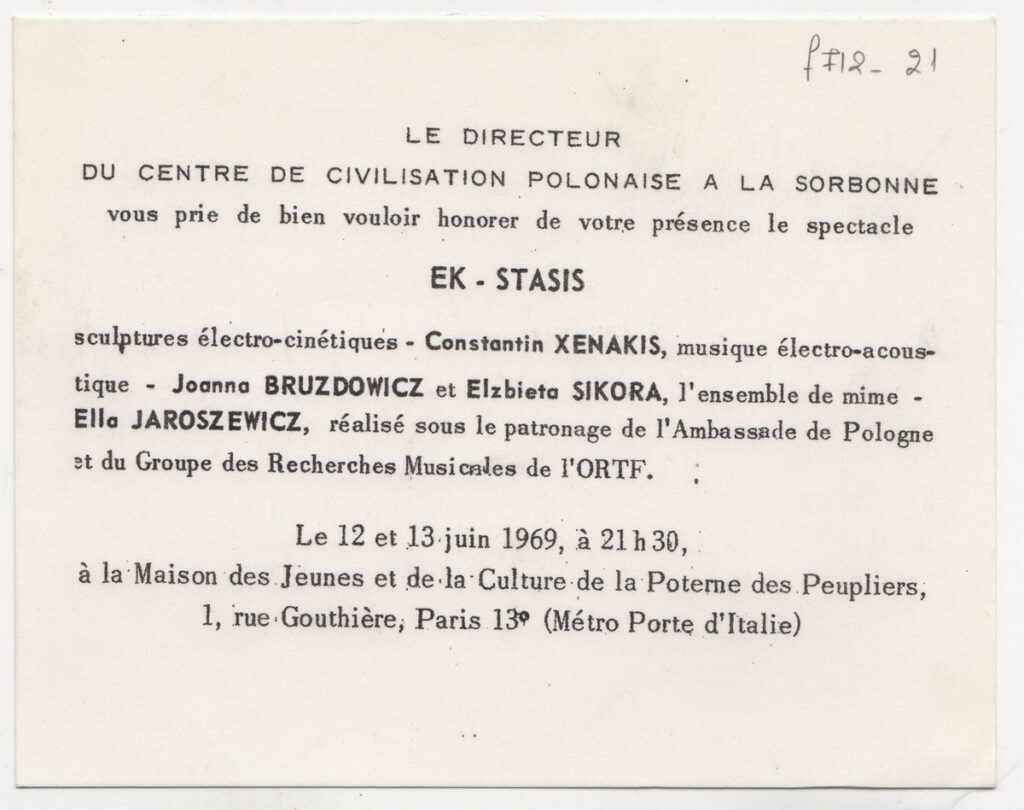 f 712 - 21
LE DIRECTEUR
DU CENTRE DE CIVILISATION POLONAISE A LA SORBONNE
vous prie de bien vouloir honorer de votre présence le spectacle
EK - STASIS
sculptures électro-cinétiques - Constantin XENAKIS, musique électro-acous-
tique - Joanna BRUZDOWICZ et Elzbieta SIKORA, l'ensemble de mime -
Ella JAROSZEWICZ, réalisé sous le patronage de l'Ambassade de Pologne
et du Groupe des Recherches Musicales de l'ORTF.
Le 12 et 13 juin 1969, à 21 h 30,
à la Maison des Jeunes et de la Culture de la Poterne des Peupliers,
1, rue Gouthière, Paris 13e (Métro Porte d'Italie)